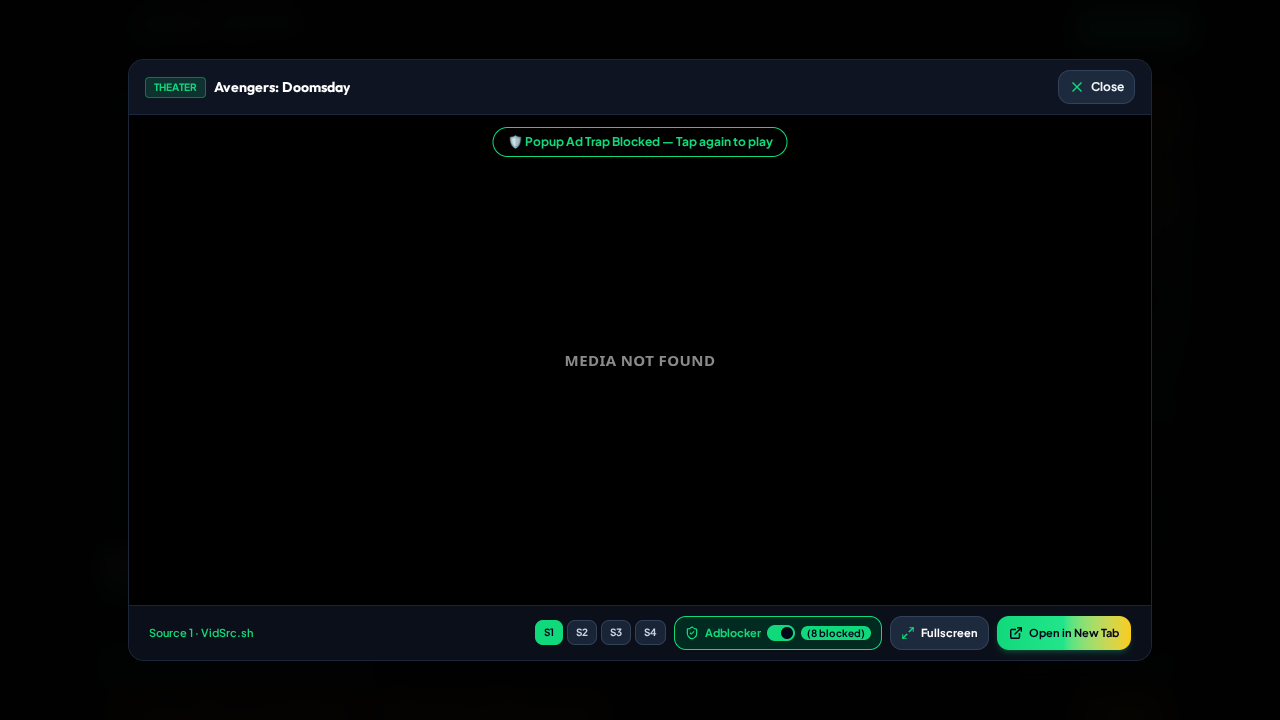 THEATER Avengers: Doomsday
Close
🛡️ Popup Ad Trap Blocked — Tap again to play
MEDIA NOT FOUND
Source 1 · VidSrc.sh
S1 S2 S3 S4
Adblocker (8 blocked)
Fullscreen
Open in New Tab